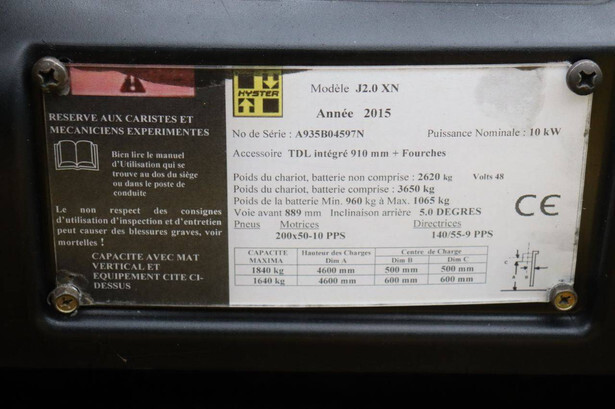 RESERVE AUX CARISTES ET
MECANICIENS EXPERIMENTES
Bien lire le manuel
d'Utilisation qui se
trouve au dos du siège
ou dans le poste de
conduite
Le non respect des consignes
d'utilisation d'inspection et d'entretien
peut causer des blessures graves, voir
mortelles !
CAPACITE AVEC MAT
VERTICAL ET
EQUIPEMENT CITE CI-
DESSUS
HYSTER
Modèle J2.0 XN
Année 2015
No de Série : A935B04597N Puissance Nominale : 10 kW
Accessoire TDL intégré 910 mm + Fourches
Poids du chariot, batterie non comprise : 2620 kg Volts 48
Poids du chariot, batterie comprise : 3650 kg
Poids de la batterie Min. 960 kg à Max. 1065 kg
Voie avant 889 mm Inclinaison arrière 5,0 DEGRES
Pneus Motrices Directrices
200x50-10 PPS 140/55-9 PPS
CE
CAPACITE MAXIMA Hauteur des Charges Dim A Centre de Charge Dim B Dim C
1840 kg 4600 mm 500 mm 500 mm
1640 kg 4600 mm 600 mm 600 mm